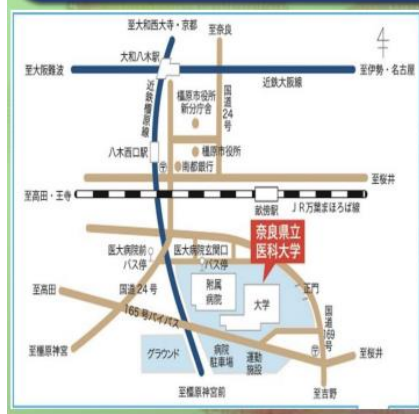 至大和西大寺・京都
至奈良
大和八木駅
至大阪難波
近鉄大阪線
至伊勢・名古屋
近鉄橿原線
国道24号
橿原市役所
新分庁舎
八木西口駅
橿原市役所
南都銀行
至桜井
至高田・王寺
畝傍駅
JR万葉まほろば線
奈良県立
医科大学
医大病院前
バス停
医大病院玄関口
バス停
至高田
国道24号
附属
病院
大学
正門
165号バイパス
国道169号
グラウンド
病院
駐車場
運動
施設
至橿原神宮
至桜井
至橿原神宮前
至吉野